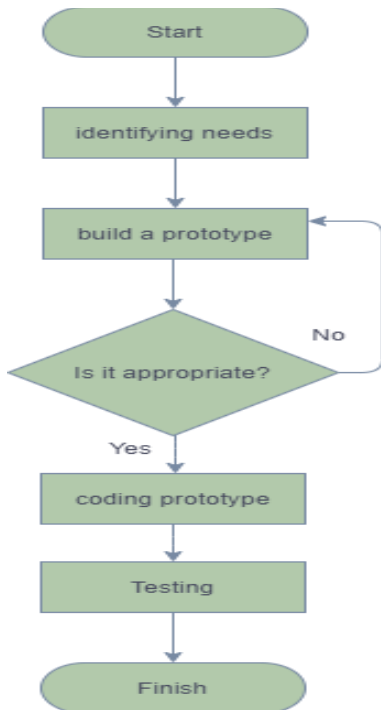 Start
identifying needs
build a prototype
No
Is it appropriate?
Yes
coding prototype
Testing
Finish